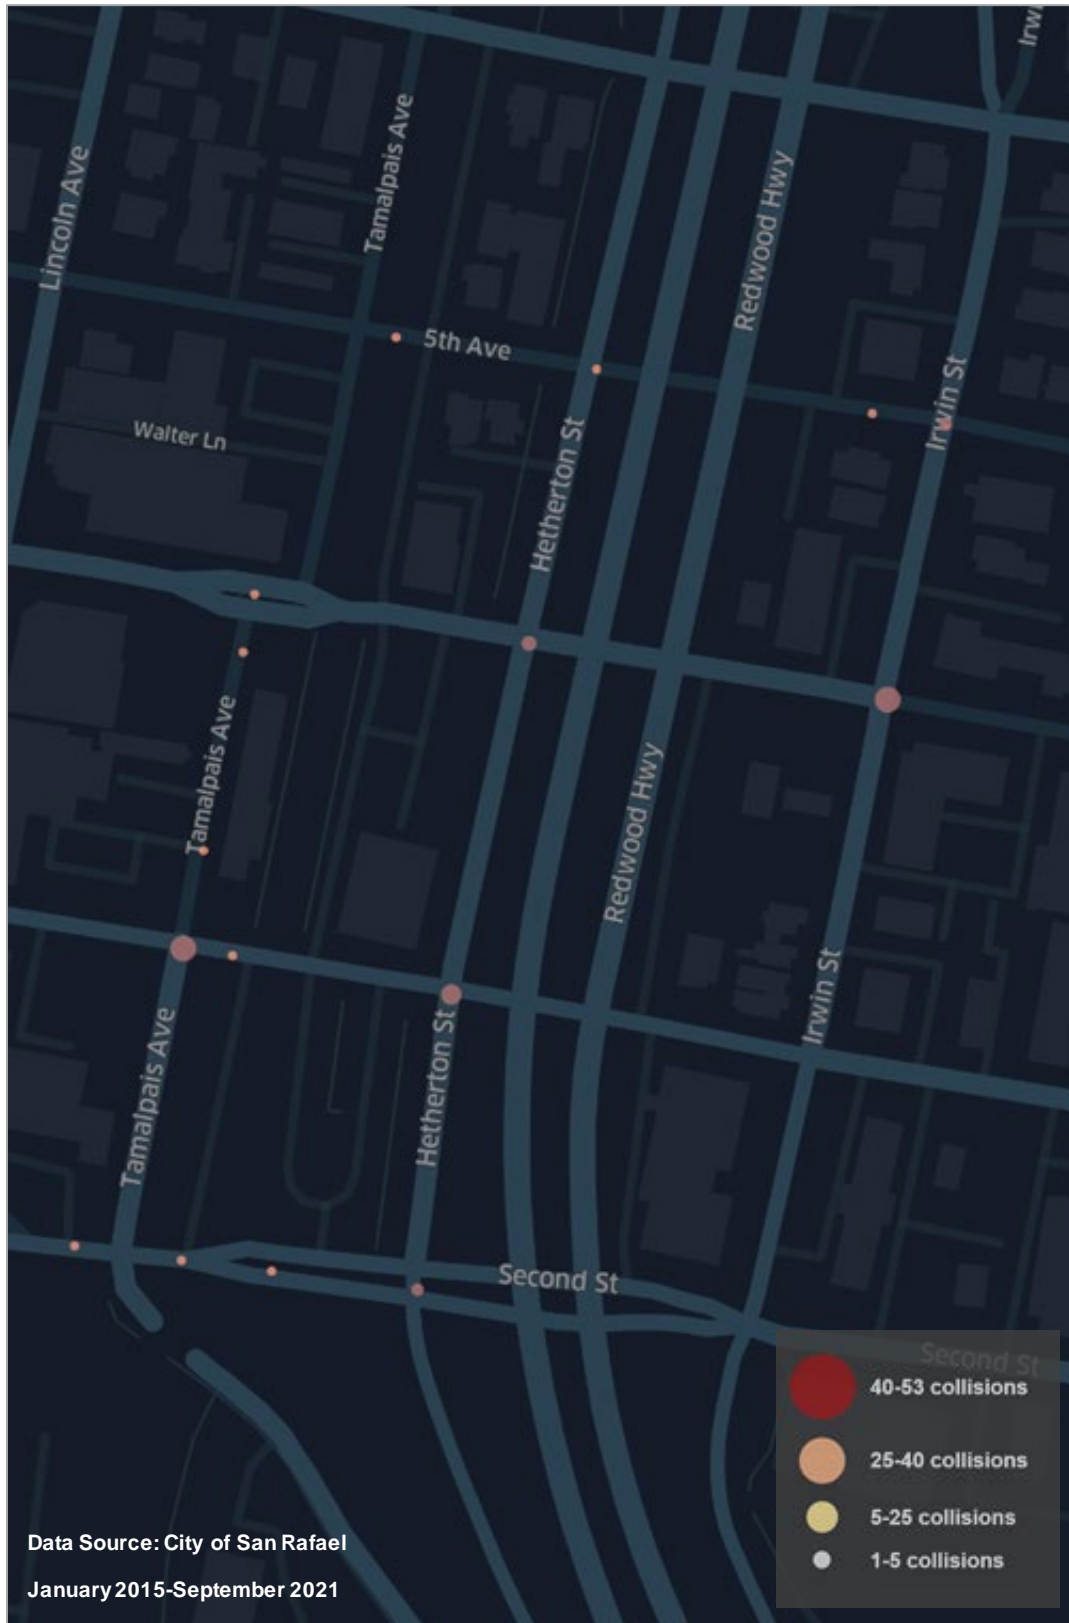 Irwi
Lincoln Ave
Tamalpais Ave
Redwood Hwy
5th Ave
Irwin St
Walter Ln
Hetherton St
Tamalpais Ave
Redwood Hwy
Irwin St
Tamalpais Ave
Hetherton St
Second St
Second St
40-53 collisions
25-40 collisions
5-25 collisions
1-5 collisions
Data Source: City of San Rafael
January 2015-September 2021